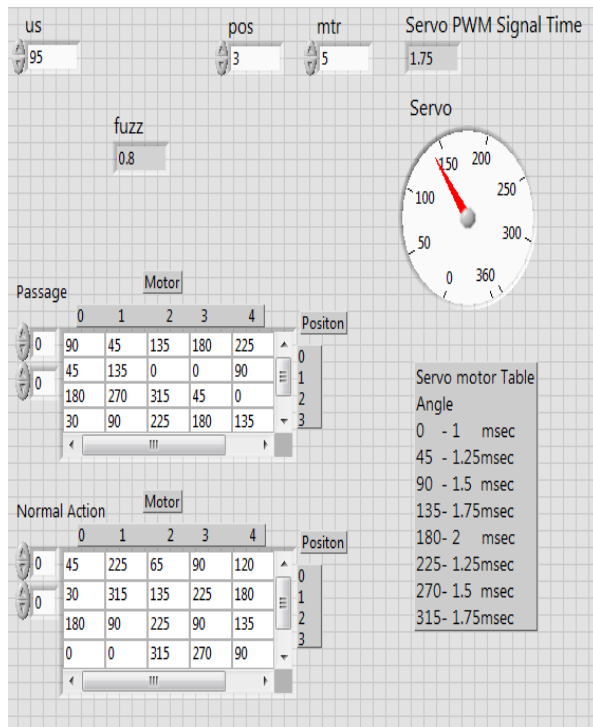 us pos mtr Servo PWM Signal Time
95 3 5 1.75
Servo
fuzz
0.8
0 50 100 150 200 250 300 360
Passage Motor
0 1 2 3 4 Positon
0 90 45 135 180 225 0
0 45 135 0 0 90 1
180 270 315 45 0 2
30 90 225 180 135 3
Normal Action Motor
0 1 2 3 4 Positon
0 45 225 65 90 120 0
0 30 315 135 225 180 1
180 90 225 90 135 2
0 0 315 270 90 3
Servo motor Table
Angle
0 - 1 msec
45 - 1.25msec
90 - 1.5 msec
135- 1.75msec
180- 2 msec
225- 1.25msec
270- 1.5 msec
315- 1.75msec